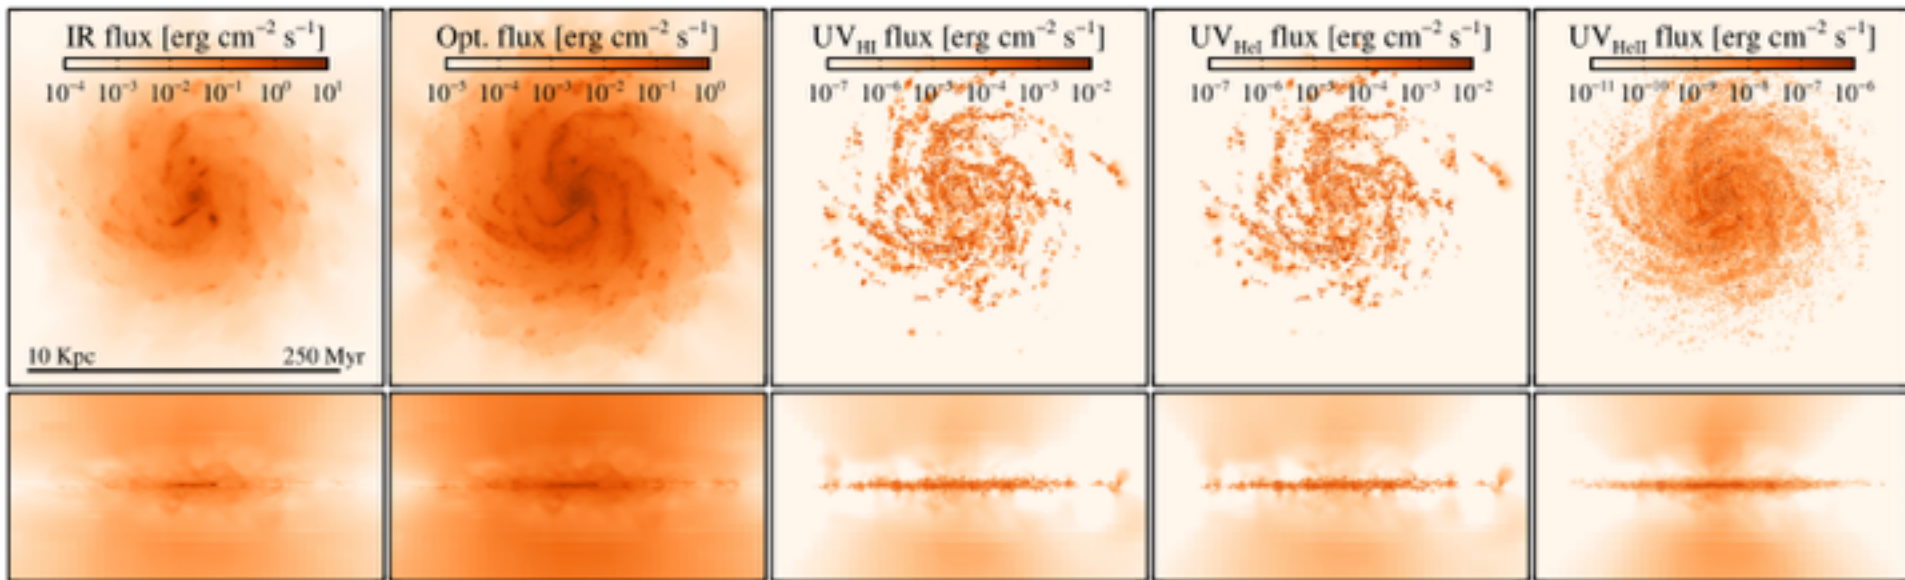 IR flux [erg cm⁻² s⁻¹]
10⁻⁴ 10⁻³ 10⁻² 10⁻¹ 10⁰ 10¹
10 Kpc 250 Myr
Opt. flux [erg cm⁻² s⁻¹]
10⁻⁵ 10⁻⁴ 10⁻³ 10⁻² 10⁻¹ 10⁰
UV_HI flux [erg cm⁻² s⁻¹]
10⁻⁷ 10⁻⁶ 10⁻⁵ 10⁻⁴ 10⁻³ 10⁻²
UV_HeI flux [erg cm⁻² s⁻¹]
10⁻⁷ 10⁻⁶ 10⁻⁵ 10⁻⁴ 10⁻³ 10⁻²
UV_HeII flux [erg cm⁻² s⁻¹]
10⁻¹¹ 10⁻¹⁰ 10⁻⁹ 10⁻⁸ 10⁻⁷ 10⁻⁶